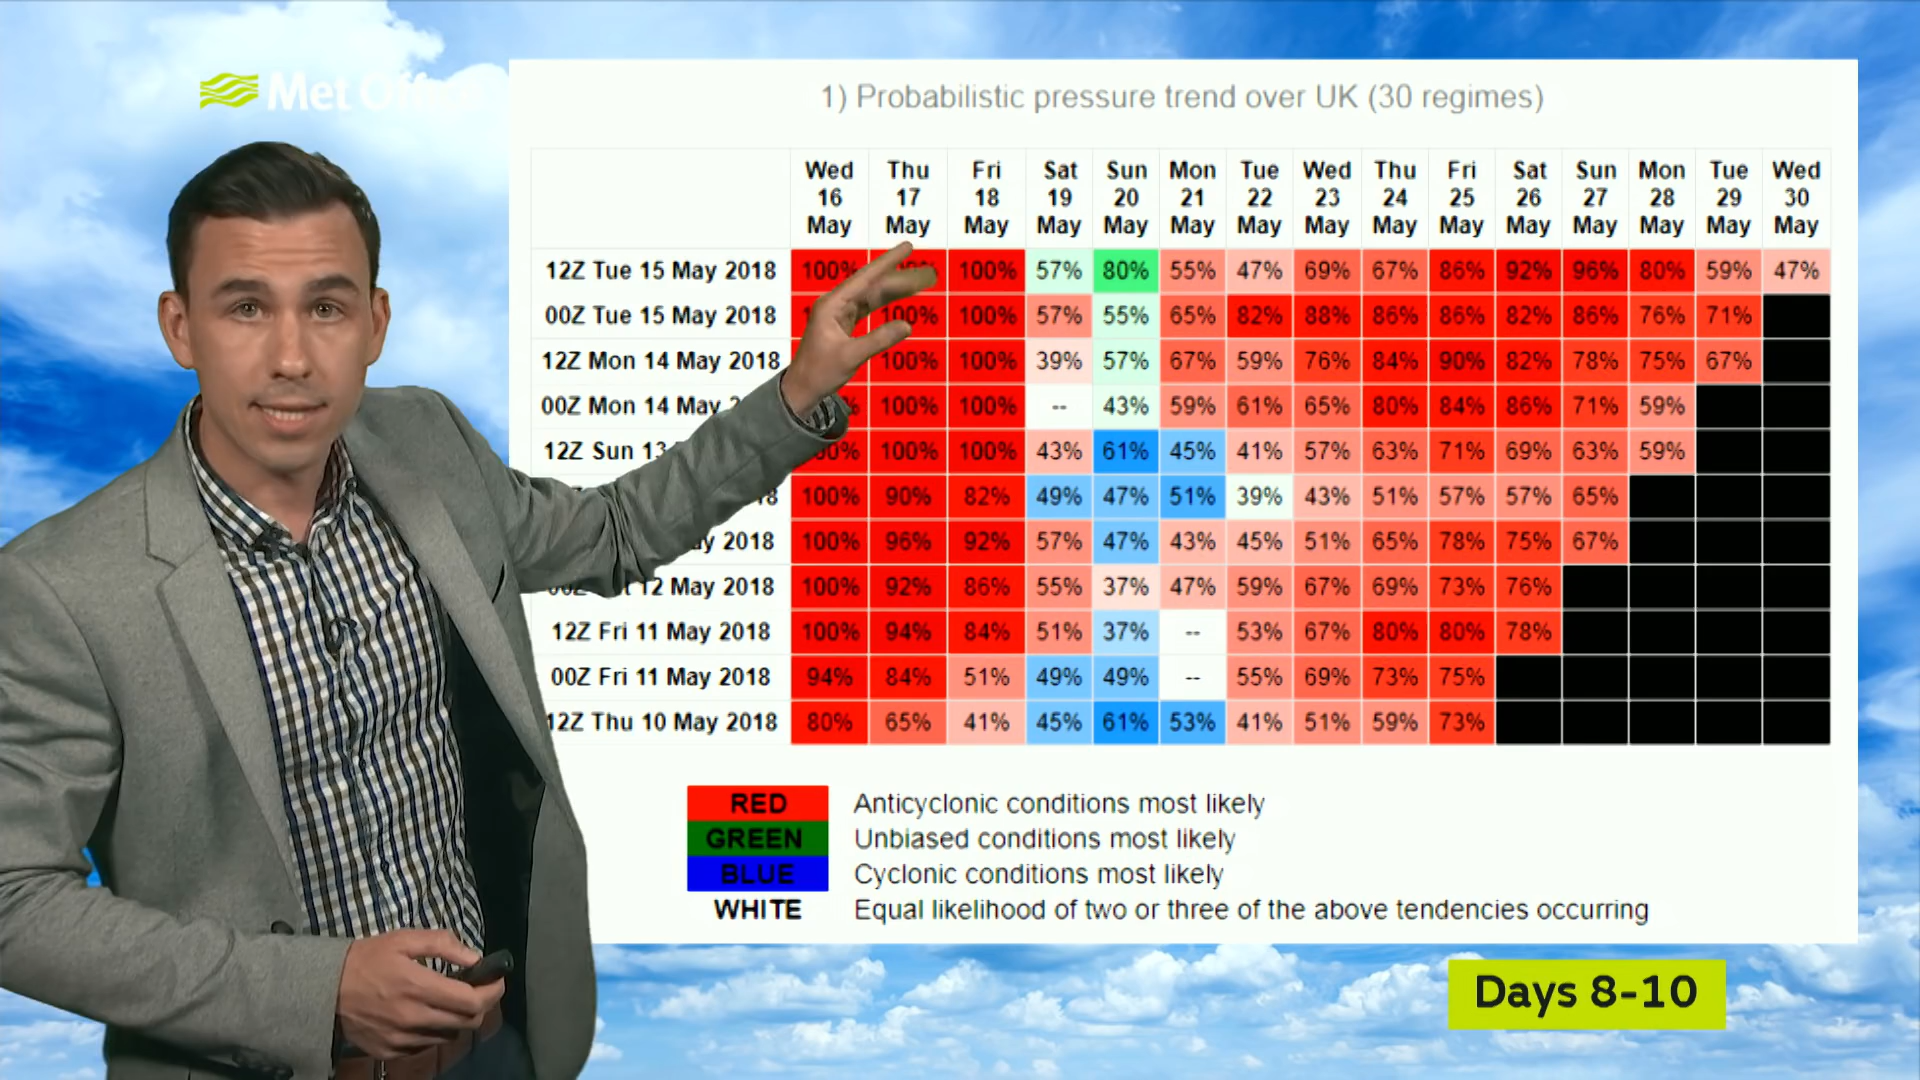 Met Office
1) Probabilistic pressure trend over UK (30 regimes)
Wed Thu Fri Sat Sun Mon Tue Wed Thu Fri Sat Sun Mon Tue Wed
16 17 18 19 20 21 22 23 24 25 26 27 28 29 30
May May May May May May May May May May May May May May May
12Z Tue 15 May 2018 100% 100% 57% 80% 55% 47% 69% 67% 86% 92% 96% 80% 59% 47%
00Z Tue 15 May 2018 100% 100% 57% 55% 65% 82% 88% 86% 86% 82% 86% 76% 71%
12Z Mon 14 May 2018 100% 100% 39% 57% 67% 59% 76% 84% 90% 82% 78% 75% 67%
00Z Mon 14 May 100% 100% -- 43% 59% 61% 65% 80% 84% 86% 71% 59%
12Z Sun 13 100% 100% 43% 61% 45% 41% 57% 63% 71% 69% 63% 59%
100% 90% 82% 49% 47% 51% 39% 43% 51% 57% 57% 65%
2018 100% 96% 92% 57% 47% 43% 45% 51% 65% 78% 75% 67%
12 May 2018 100% 92% 86% 55% 37% 47% 59% 67% 69% 73% 76%
12Z Fri 11 May 2018 100% 94% 84% 51% 37% -- 53% 67% 80% 80% 78%
00Z Fri 11 May 2018 94% 84% 51% 49% 49% -- 55% 69% 73% 75%
12Z Thu 10 May 2018 80% 65% 41% 45% 61% 53% 41% 51% 59% 73%
RED Anticyclonic conditions most likely
GREEN Unbiased conditions most likely
BLUE Cyclonic conditions most likely
WHITE Equal likelihood of two or three of the above tendencies occurring
Days 8-10